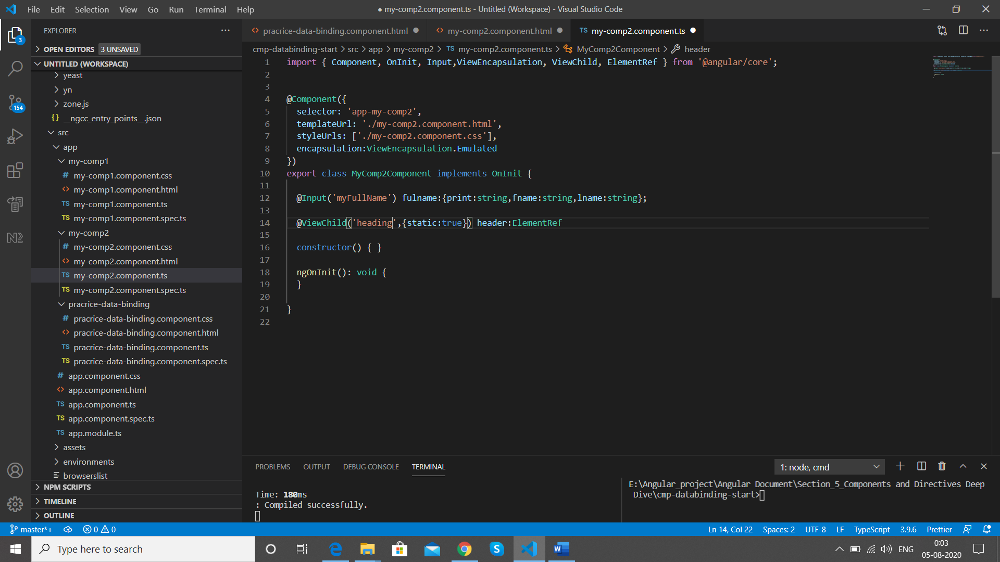 File Edit Selection View Go Run Terminal Help
● my-comp2.component.ts - Untitled (Workspace) - Visual Studio Code
EXPLORER
3
154
OPEN EDITORS 3 UNSAVED
UNTITLED (WORKSPACE)
yeast
yn
zone.js
{} __ngcc_entry_points__.json
src
app
my-comp1
# my-comp1.component.css
<> my-comp1.component.html
TS my-comp1.component.ts
TS my-comp1.component.spec.ts
my-comp2
# my-comp2.component.css
<> my-comp2.component.html
TS my-comp2.component.ts
TS my-comp2.component.spec.ts
pracrice-data-binding
# pracrice-data-binding.component.css
<> pracrice-data-binding.component.html
TS pracrice-data-binding.component.ts
TS pracrice-data-binding.component.spec.ts
# app.component.css
<> app.component.html
TS app.component.ts
TS app.component.spec.ts
TS app.module.ts
assets
environments
browserslist
NPM SCRIPTS
TIMELINE
OUTLINE
<> pracrice-data-binding.component.html ● <> my-comp2.component.html ● TS my-comp2.component.ts ●
cmp-databinding-start > src > app > my-comp2 > TS my-comp2.component.ts > MyComp2Component > header
1 import { Component, OnInit, Input,ViewEncapsulation, ViewChild, ElementRef } from '@angular/core';
2
3
4 @Component({
5 selector: 'app-my-comp2',
6 templateUrl: './my-comp2.component.html',
7 styleUrls: ['./my-comp2.component.css'],
8 encapsulation:ViewEncapsulation.Emulated
9 })
10 export class MyComp2Component implements OnInit {
11
12 @Input('myFullName') fulname:{print:string,fname:string,lname:string};
13
14 @ViewChild('heading',{static:true}) header:ElementRef
15
16 constructor() { }
17
18 ngOnInit(): void {
19 }
20
21 }
22
PROBLEMS OUTPUT DEBUG CONSOLE TERMINAL
1: node, cmd
Time: 180ms
: Compiled successfully.
E:\Angular_project\Angular Document\Section_5_Components and Directives Deep
Dive\cmp-databinding-start>
master*+ 0 0
Ln 14, Col 22 Spaces: 2 UTF-8 LF TypeScript 3.9.6 Prettier
Type here to search
ENG
0:03
05-08-2020